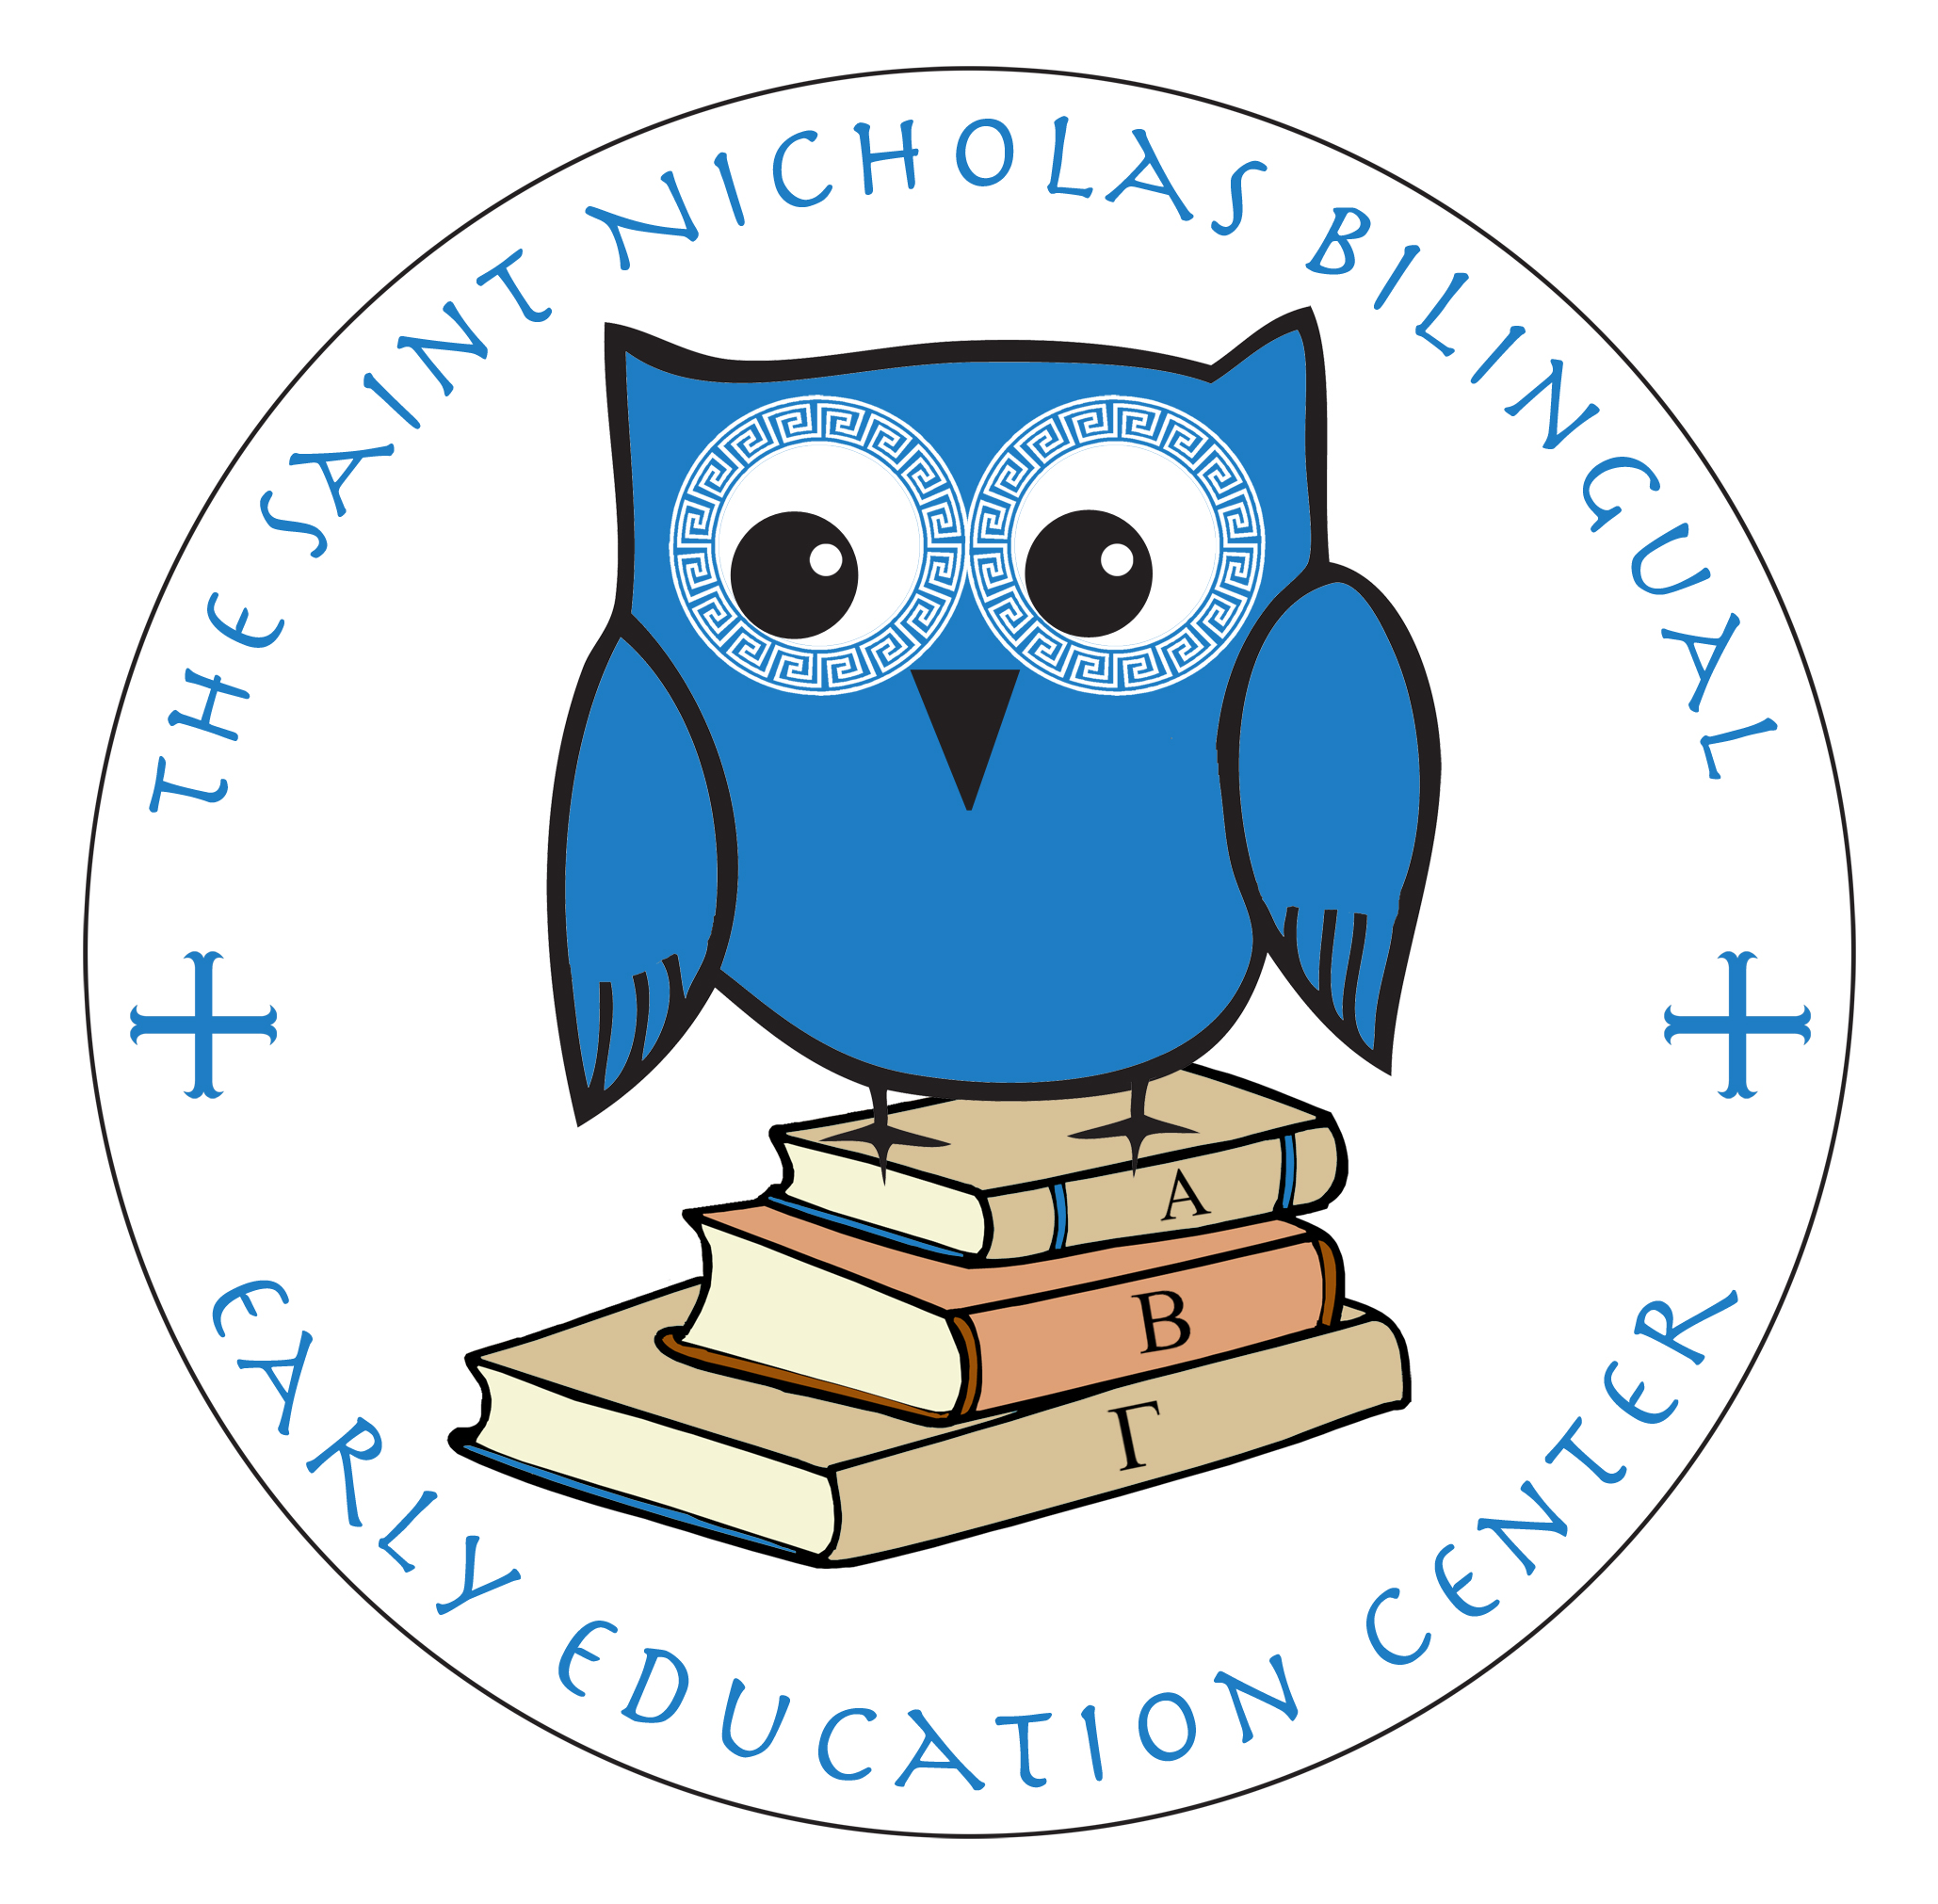 THE SAINT NICHOLAS BILINGUAL
Α
Β
Γ
EARLY EDUCATION CENTER